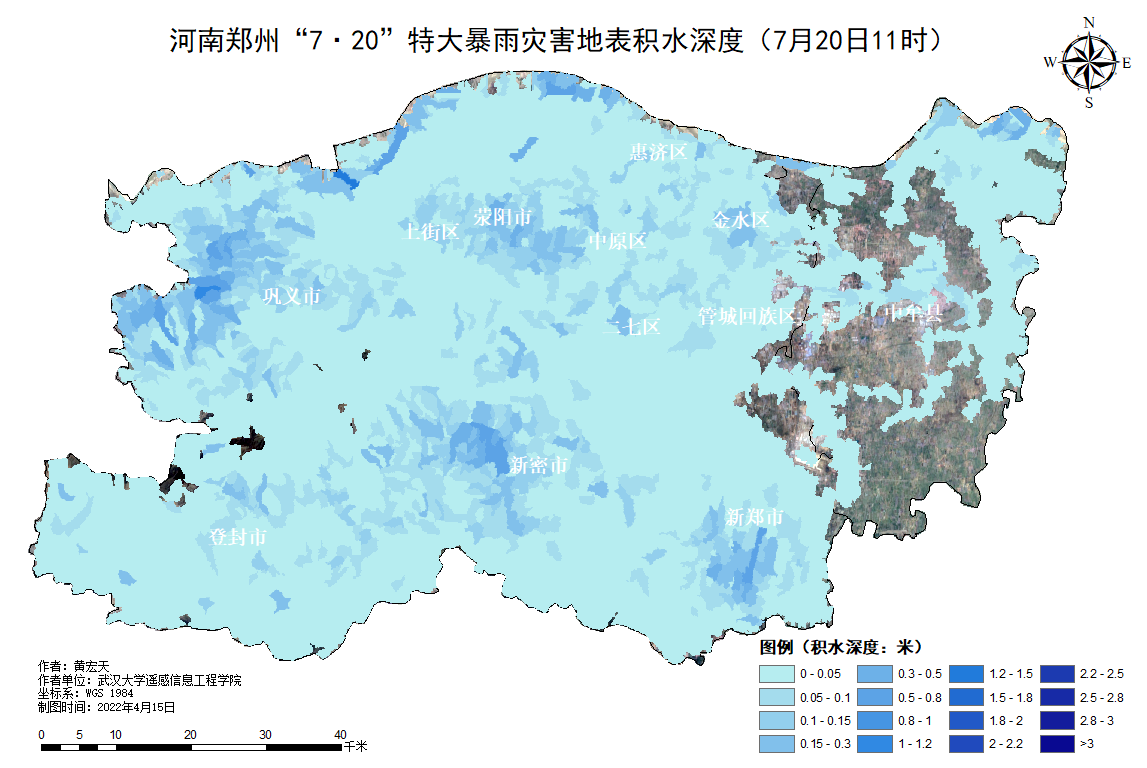 河南郑州“7·20”特大暴雨灾害地表积水深度（7月20日11时）
N
W E
S
惠济区
荥阳市
金水区
上街区
中原区
巩义市
管城回族区
中牟县
二七区
新密市
新郑市
登封市
图例（积水深度：米）
0 - 0.05 0.3 - 0.5 1.2 - 1.5 2.2 - 2.5
0.05 - 0.1 0.5 - 0.8 1.5 - 1.8 2.5 - 2.8
0.1 - 0.15 0.8 - 1 1.8 - 2 2.8 - 3
0.15 - 0.3 1 - 1.2 2 - 2.2 >3
作者：黄宏天
作者单位：武汉大学遥感信息工程学院
坐标系：WGS 1984
制图时间：2022年4月15日
0 5 10 20 30 40
千米